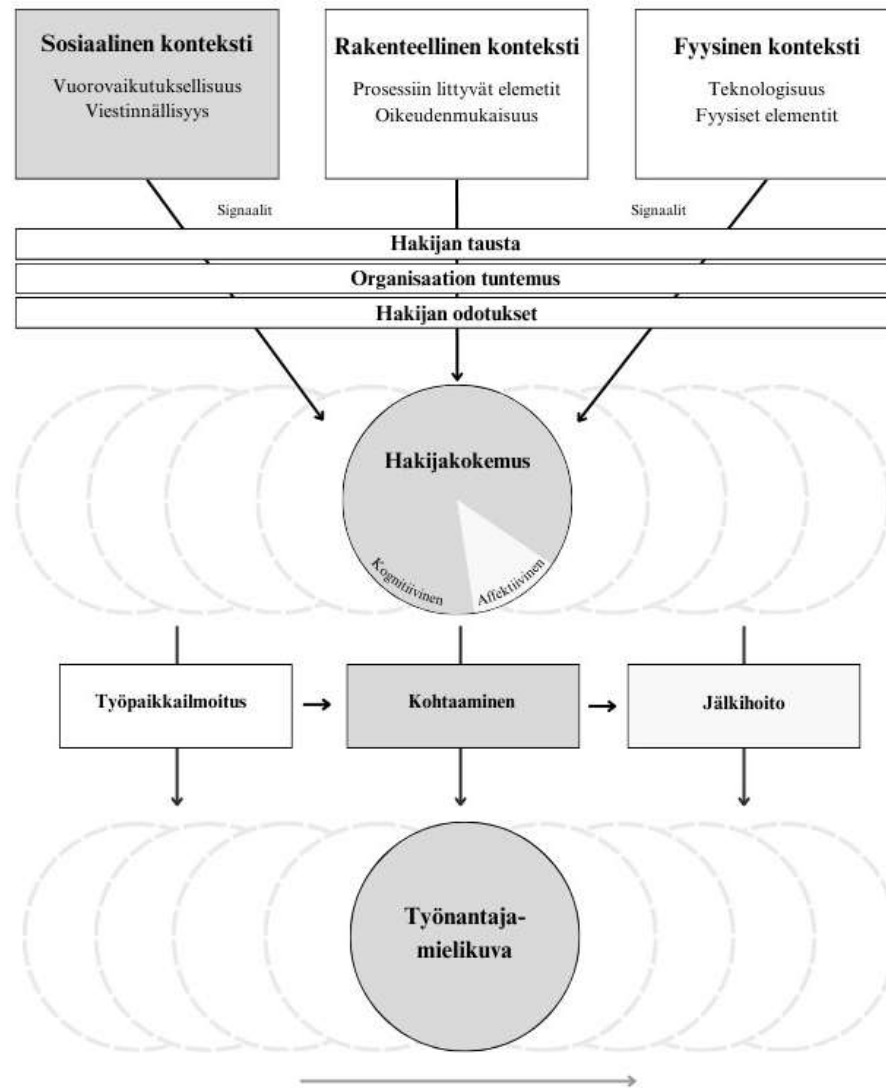 Sosiaalinen konteksti
Vuorovaikutuksellisuus
Viestinnällisyys
Rakenteellinen konteksti
Prosessiin littyvät elemetit
Oikeudenmukaisuus
Fyysinen konteksti
Teknologisuus
Fyysiset elementit
Signaalit
Signaalit
Hakijan tausta
Organisaation tuntemus
Hakijan odotukset
Hakijakokemus
Kognitiivinen
Affektiivinen
Työpaikkailmoitus
Kohtaaminen
Jälkihoito
Työnantaja-
mielikuva